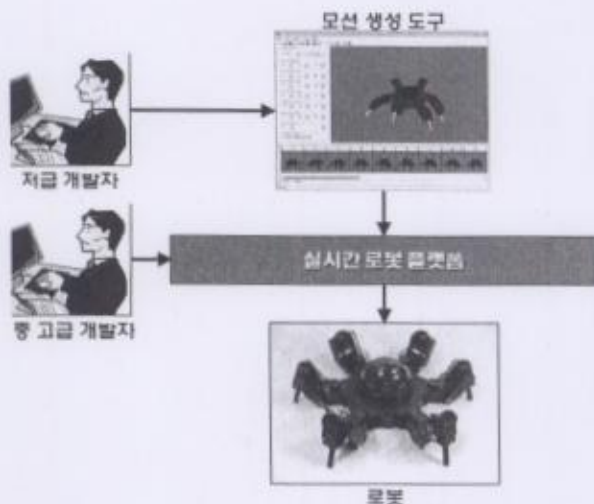 모션 생성 도구
저급 개발자
실시간 로봇 플랫폼
중 고급 개발자
로봇